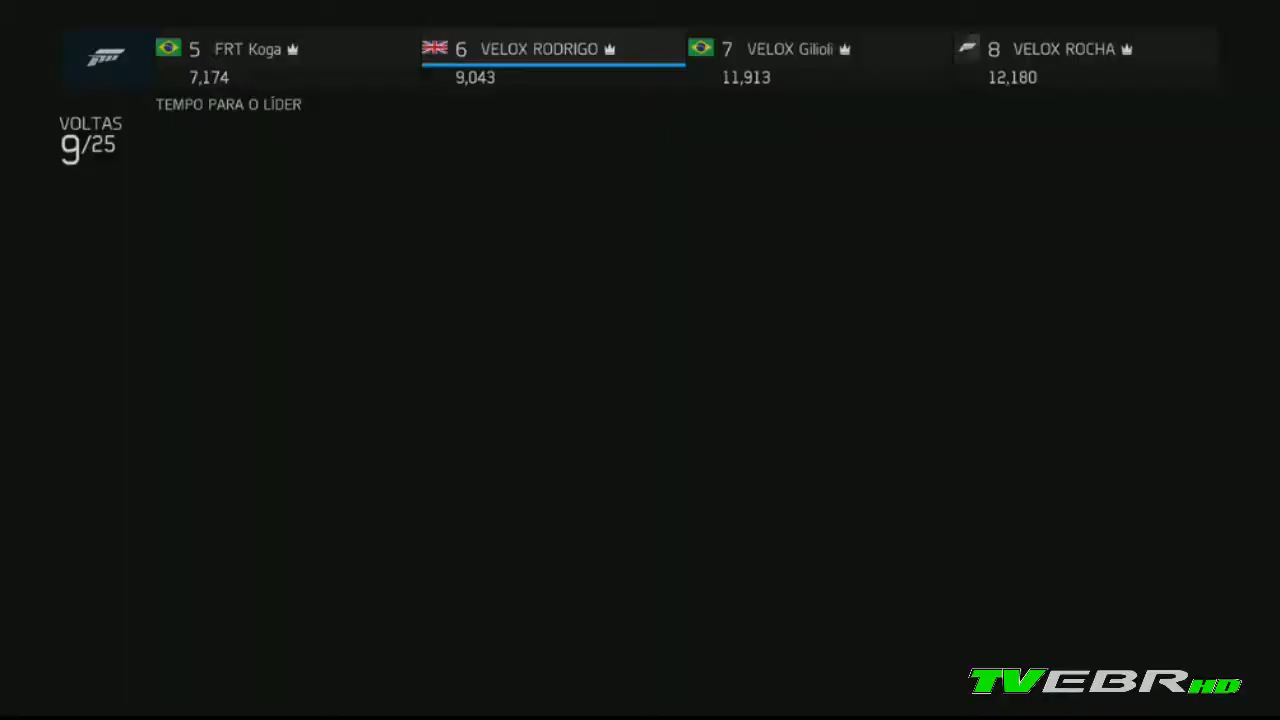 5 FRT Koga
7,174
6 VELOX RODRIGO
9,043
7 VELOX Gilioli
11,913
8 VELOX ROCHA
12,180
TEMPO PARA O LÍDER
VOLTAS
9/25
TVEBR HD